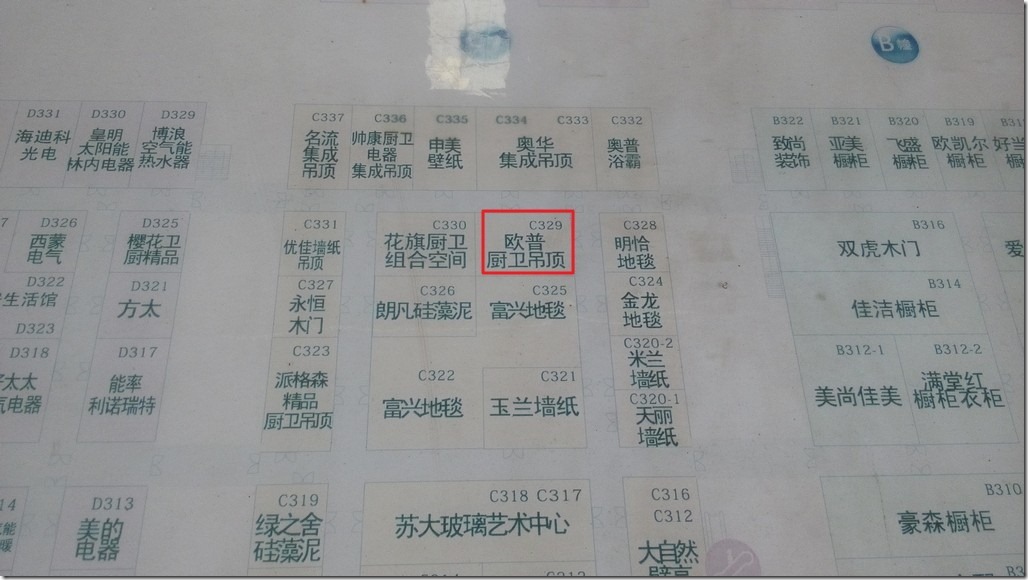 B幢
D331
海迪科
光电
D330
皇明
太阳能
林内电器
D329
博浪
空气能
热水器
C337
名流
集成
吊顶
C336
帅康厨卫
电器
集成吊顶
C335
申美
壁纸
C334
C333
奥华
集成吊顶
C332
奥普
浴霸
B322
致尚
装饰
B321
亚美
橱柜
B320
飞盛
橱柜
B319
欧凯尔
橱柜
好当
橱柜
D326
西蒙
电气
D325
樱花卫
厨精品
C331
优佳墙纸
吊顶
C330
花旗厨卫
组合空间
C329
欧普
厨卫吊顶
C328
明恰
地毯
B316
双虎木门
爱
D322
生活馆
D323
D321
方太
C327
永恒
木门
C326
朗凡硅藻泥
C325
富兴地毯
C324
金龙
地毯
B314
佳洁橱柜
D318
太太
电器
D317
能率
利诺瑞特
C323
派格森
精品
厨卫吊顶
C322
富兴地毯
C321
玉兰墙纸
C320-2
米兰
墙纸
C320-1
天丽
墙纸
B312-1
美尚佳美
B312-2
满堂红
橱柜衣柜
14
D313
美的
电器
C319
绿之舍
硅藻泥
C318 C317
苏大玻璃艺术中心
C316
C312
大自然
B310
豪森橱柜